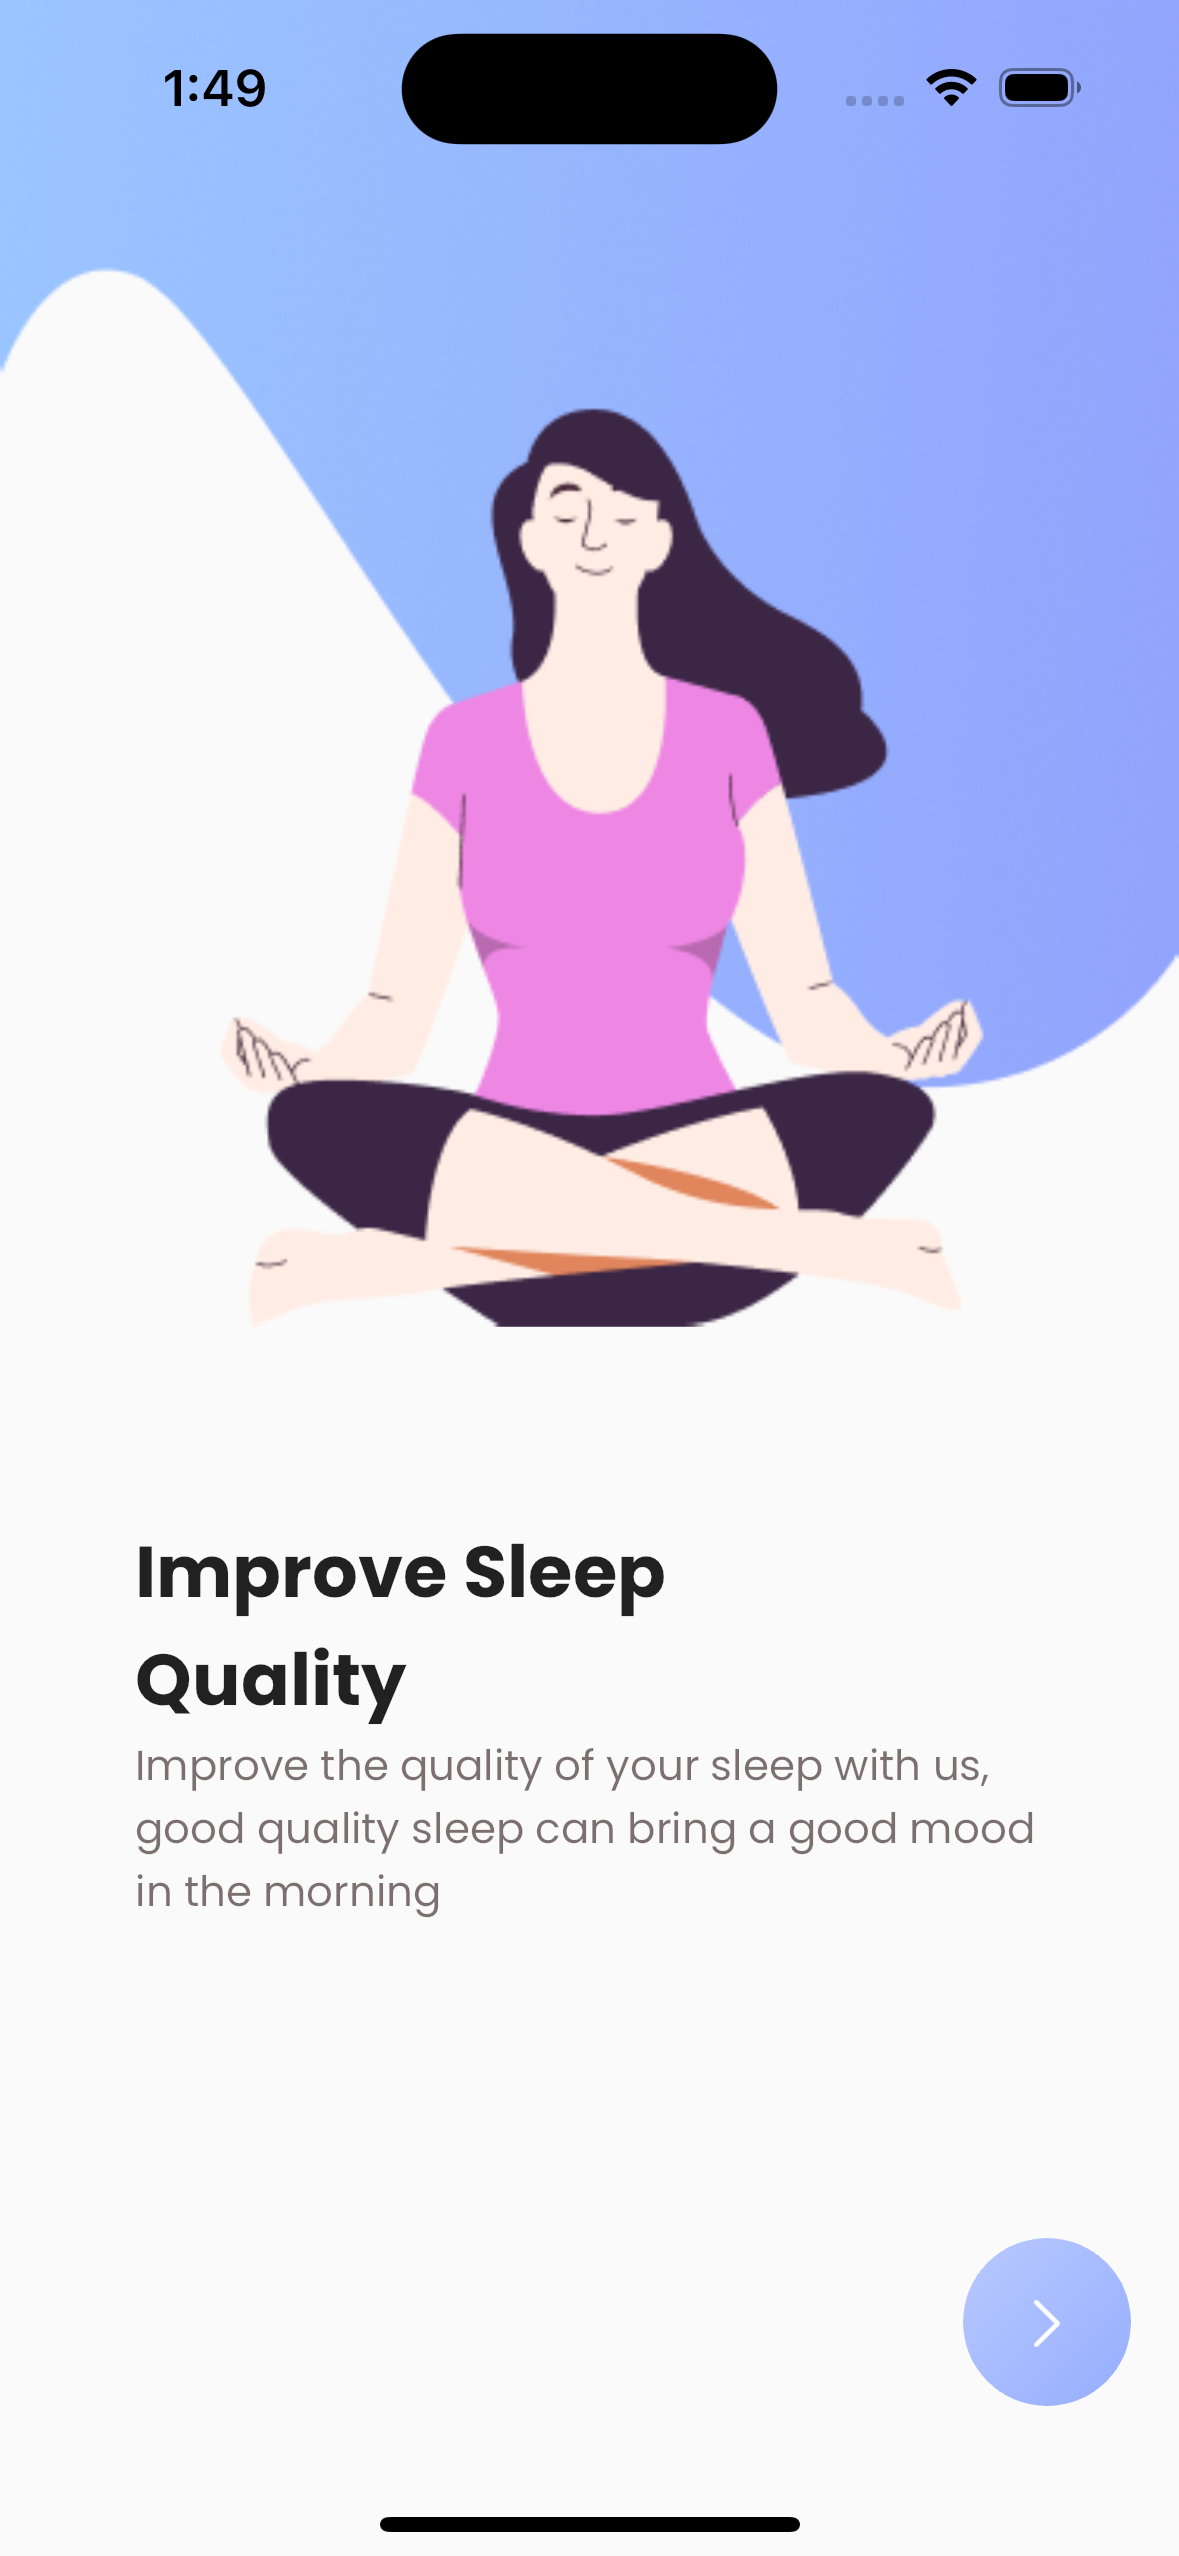 1:49
Improve Sleep
Quality
Improve the quality of your sleep with us,
good quality sleep can bring a good mood
in the morning